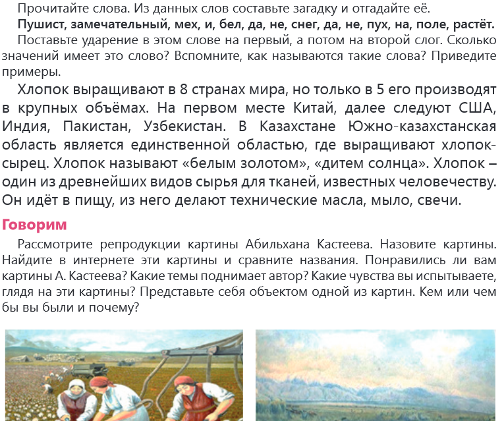 Прочитайте слова. Из данных слов составьте загадку и отгадайте её.
Пушист, замечательный, мех, и, бел, да, не, снег, да, не, пух, на, поле, растёт.
Поставьте ударение в этом слове на первый, а потом на второй слог. Сколько
значений имеет это слово? Вспомните, как называются такие слова? Приведите
примеры.
Хлопок выращивают в 8 странах мира, но только в 5 его производят
в крупных объёмах. На первом месте Китай, далее следуют США,
Индия, Пакистан, Узбекистан. В Казахстане Южно-казахстанская
область является единственной областью, где выращивают хлопок-
сырец. Хлопок называют «белым золотом», «дитем солнца». Хлопок –
один из древнейших видов сырья для тканей, известных человечеству.
Он идёт в пищу, из него делают технические масла, мыло, свечи.
Говорим
Рассмотрите репродукции картины Абильхана Кастеева. Назовите картины.
Найдите в интернете эти картины и сравните названия. Понравились ли вам
картины А. Кастеева? Какие темы поднимает автор? Какие чувства вы испытываете,
глядя на эти картины? Представьте себя объектом одной из картин. Кем или чем
бы вы были и почему?